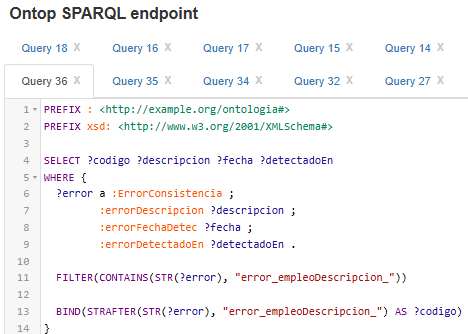 Ontop SPARQL endpoint
Query 18 X Query 16 X Query 17 X Query 15 X Query 14 X
Query 36 X Query 35 X Query 34 X Query 32 X Query 27 X
1 PREFIX : <http://example.org/ontologia#>
2 PREFIX xsd: <http://www.w3.org/2001/XMLSchema#>
3
4 SELECT ?codigo ?descripcion ?fecha ?detectadoEn
5 WHERE {
6 ?error a :ErrorConsistencia ;
7 :errorDescripcion ?descripcion ;
8 :errorFechaDetec ?fecha ;
9 :errorDetectadoEn ?detectadoEn .
10
11 FILTER(CONTAINS(STR(?error), "error_empleoDescripcion_"))
12
13 BIND(STRAFTER(STR(?error), "error_empleoDescripcion_") AS ?codigo)
14 }